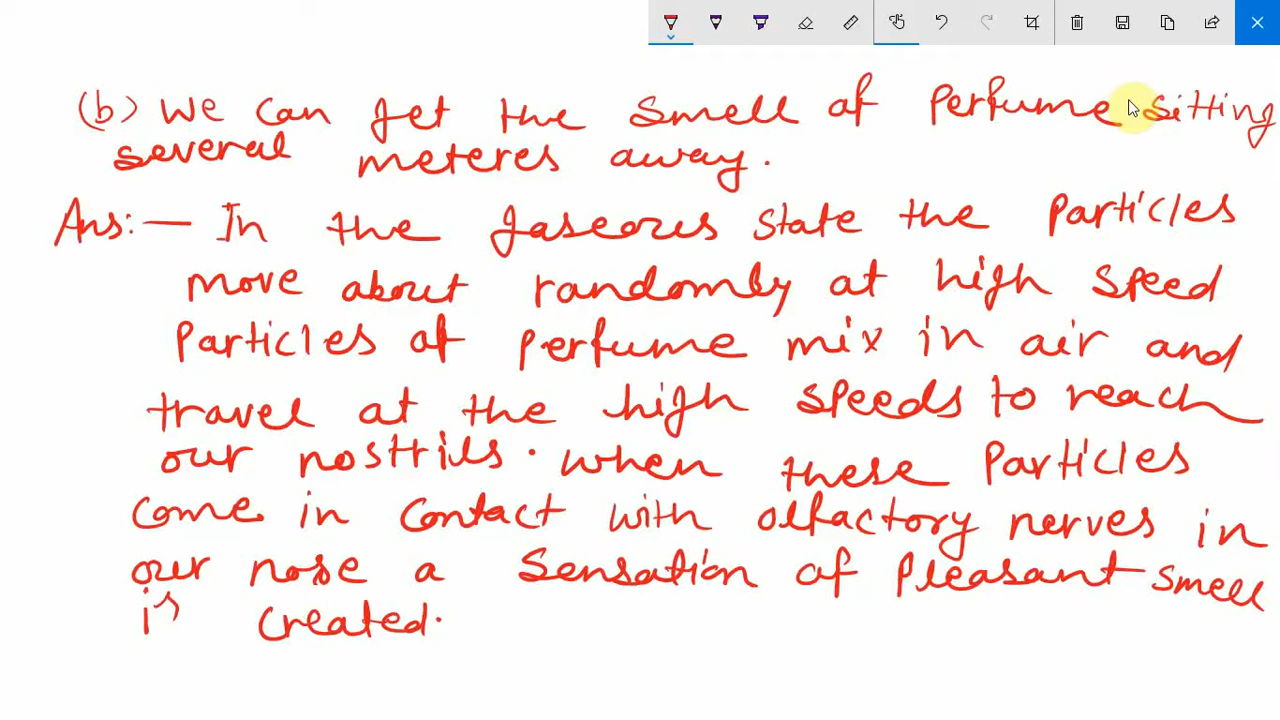 (b) We can get the smell of Perfume sitting
several meteres away.
Ans:- In the gaseous state the Particles
move about randomly at high speed
Particles of Perfume mix in air and
travel at the high speeds to reach
our nostrils. when these Particles
come in contact with olfactory nerves in
our nose a sensation of Pleasant smell
is created.